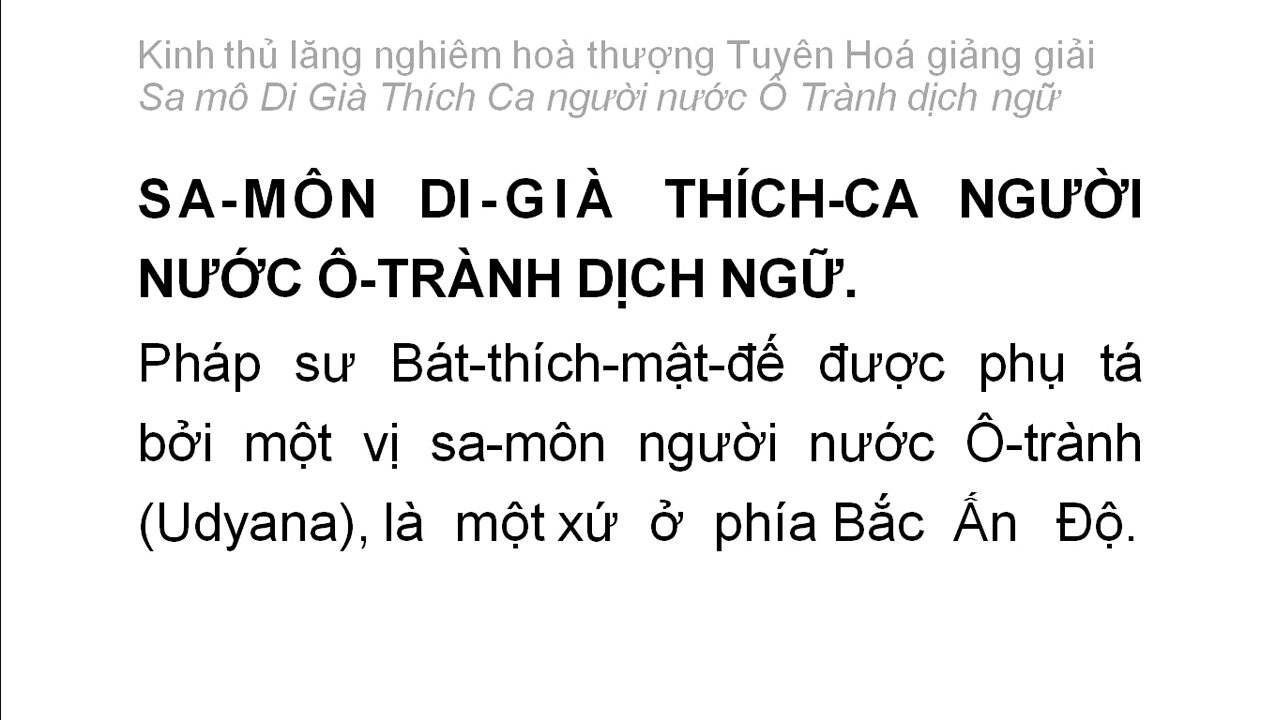 Kinh thủ lăng nghiêm hoà thượng Tuyên Hoá giảng giải
Sa mô Di Già Thích Ca người nước Ô Trành dịch ngữ
SA-MÔN DI-GIÀ THÍCH-CA NGƯỜI
NƯỚC Ô-TRÀNH DỊCH NGỮ.
Pháp sư Bát-thích-mật-đế được phụ tá
bởi một vị sa-môn người nước Ô-trành
(Udyana), là một xứ ở phía Bắc Ấn Độ.